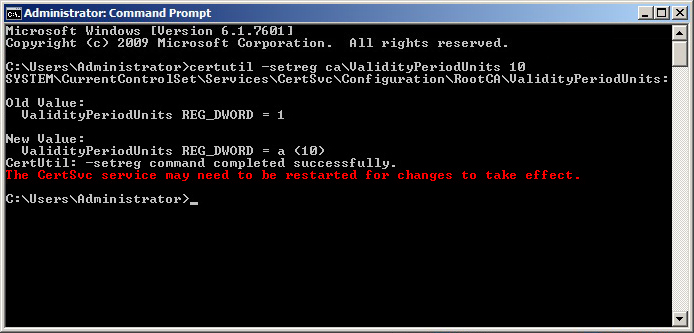 Administrator: Command Prompt
Microsoft Windows [Version 6.1.7601]
Copyright (c) 2009 Microsoft Corporation.  All rights reserved.
C:\Users\Administrator>certutil -setreg ca\ValidityPeriodUnits 10
SYSTEM\CurrentControlSet\Services\CertSvc\Configuration\RootCA\ValidityPeriodUnits:
Old Value:
  ValidityPeriodUnits REG_DWORD = 1
New Value:
  ValidityPeriodUnits REG_DWORD = a (10)
CertUtil: -setreg command completed successfully.
The CertSvc service may need to be restarted for changes to take effect.
C:\Users\Administrator>_